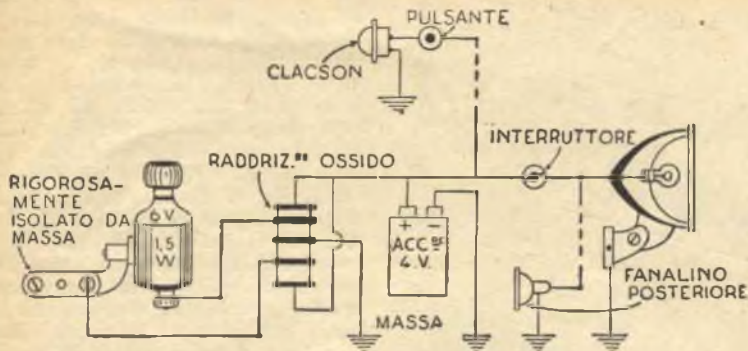 PULSANTE
CLACSON
INTERRUTTORE
RADDRIZ.RE OSSIDO
RIGOROSA-
MENTE
ISOLATO DA
MASSA
6V
1,5
W
+ −
ACC.RE
4.V.
FANALINO
POSTERIORE
MASSA